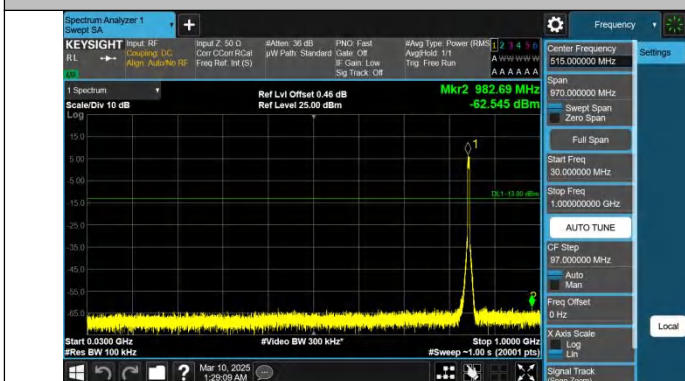 Spectrum Analyzer 1
Swept SA
+
Frequency
KEYSIGHT
RL
Input: RF
Coupling: DC
Align: Auto/No RF
Input Z: 50 Ω
Corr CCorr RCal
Freq Ref: Int (S)
#Atten: 36 dB
µW Path: Standard
PNO: Fast
Gate: Off
IF Gain: Low
Sig Track: Off
#Avg Type: Power (RMS)
Avg|Hold: 1/1
Trig: Free Run
1 2 3 4 5 6
A W W W W W
A A A A A A
1 Spectrum
Scale/Div 10 dB
Log
Ref Lvl Offset 0.46 dB
Ref Level 25.00 dBm
Mkr2 982.69 MHz
-62.545 dBm
15.0
5.00
-5.00
-15.0
-25.0
-35.0
-45.0
-55.0
-65.0
1
DL1 -13.00 dBm
2
Start 0.0300 GHz
#Res BW 100 kHz
#Video BW 300 kHz*
Stop 1.0000 GHz
#Sweep ~1.00 s (20001 pts)
?
Mar 10, 2025
1:29:09 AM
Center Frequency
515.000000 MHz
Span
970.000000 MHz
Swept Span
Zero Span
Full Span
Start Freq
30.000000 MHz
Stop Freq
1.000000000 GHz
AUTO TUNE
CF Step
97.000000 MHz
Auto
Man
Freq Offset
0 Hz
X Axis Scale
Log
Lin
Signal Track
(Span Zoom)
Settings
Local